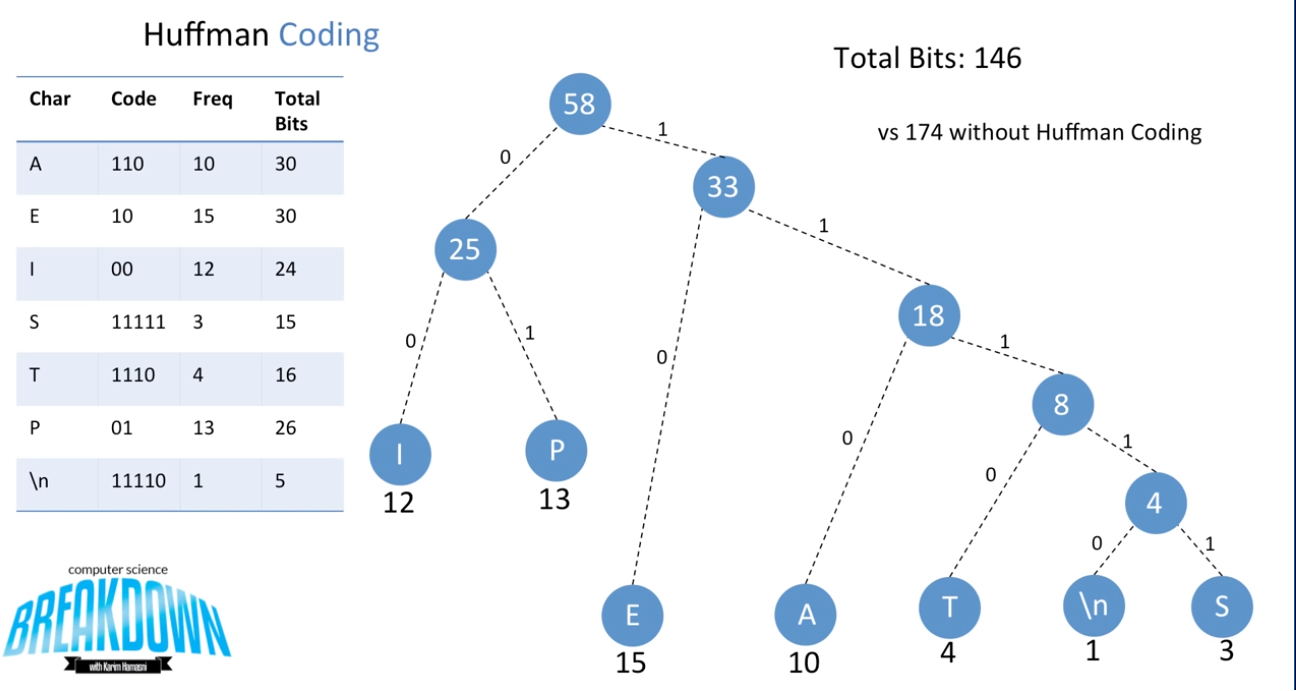 Huffman Coding
Total Bits: 146
vs 174 without Huffman Coding
Char Code Freq Total Bits
A 110 10 30
E 10 15 30
I 00 12 24
S 11111 3 15
T 1110 4 16
P 01 13 26
\n 11110 1 5
58
0 1
33
25
1
18
0 1 0 1
8
0 1
0
4
0 1
I P
12 13
E A T \n S
15 10 4 1 3
computer science
BREAKDOWN
with Karim Hamasni